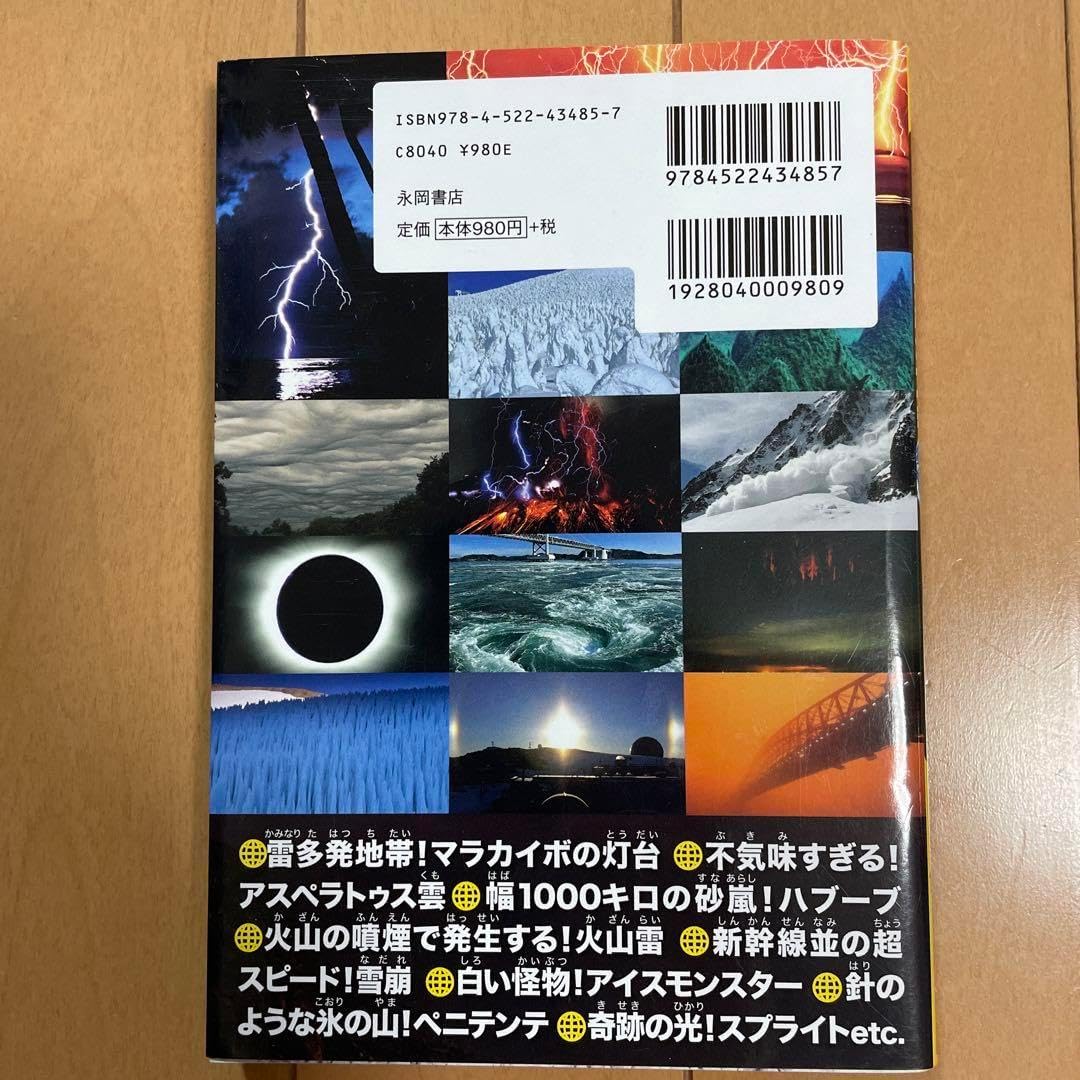 ISBN978-4-522-43485-7
C8040 ¥980E
永岡書店
定価 本体980円+税
9784522434857
1928040009809
かみなり た はつ ち たい とう だい ぶ き み
雷多発地帯!マラカイボの灯台 不気味すぎる!
くも はば すな あらし
アスペラトゥス雲 幅1000キロの砂嵐!ハブーブ
か ざん ふん えん はっ せい か ざん らい しん かん せん なみ ちょう
火山の噴煙で発生する!火山雷 新幹線並の超
なだれ しろ かいぶつ はり
スピード!雪崩 白い怪物!アイスモンスター 針の
こおり やま き せき ひかり
ような氷の山!ペニテンテ 奇跡の光!スプライトetc.